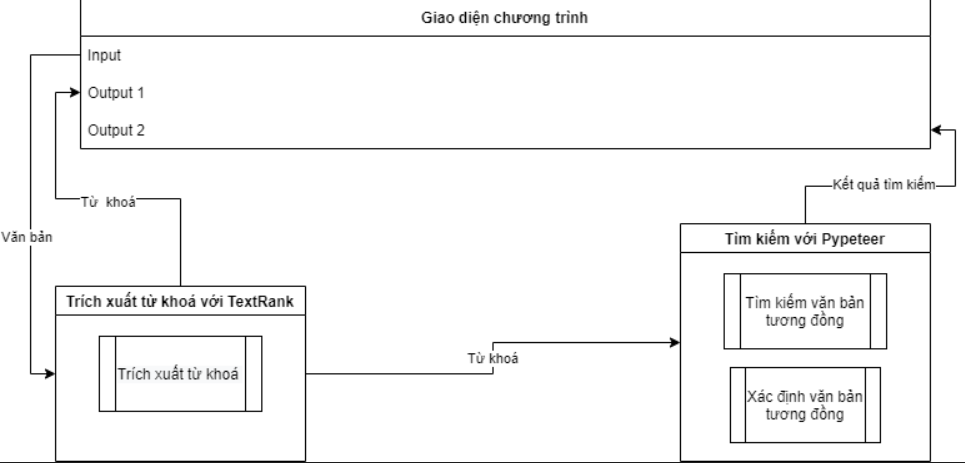 Giao diện chương trình
Input
Output 1
Output 2
Từ khoá
Kết quả tìm kiếm
Văn bản
Tìm kiếm với Pypeteer
Trích xuất từ khoá với TextRank
Tìm kiếm văn bản
tương đồng
Từ khoá
Trích xuất từ khoá
Xác định văn bản
tương đồng